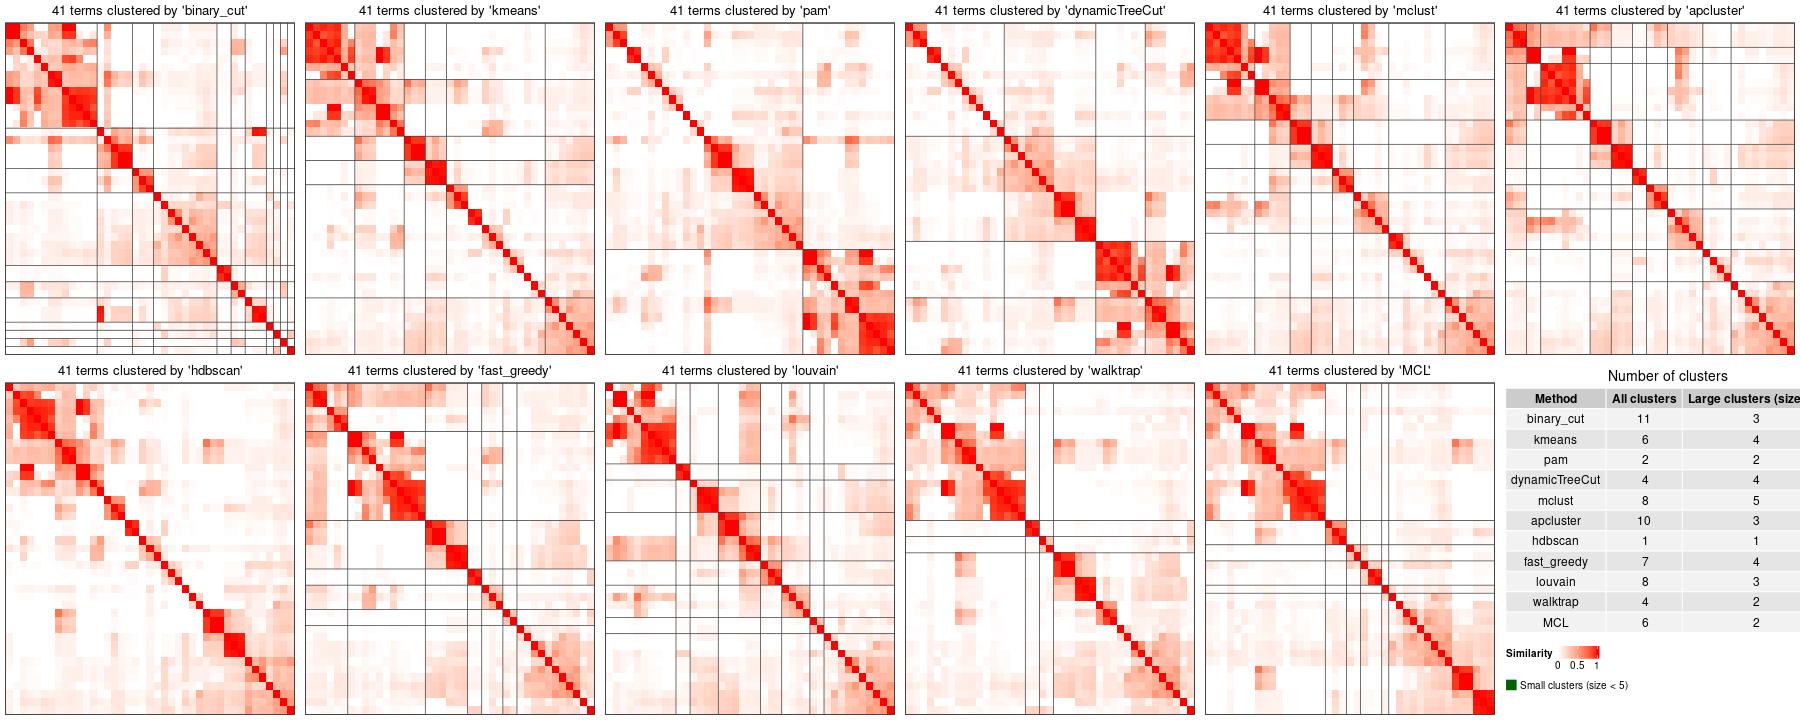 41 terms clustered by 'binary_cut'
41 terms clustered by 'kmeans'
41 terms clustered by 'pam'
41 terms clustered by 'dynamicTreeCut'
41 terms clustered by 'mclust'
41 terms clustered by 'apcluster'
41 terms clustered by 'hdbscan'
41 terms clustered by 'fast_greedy'
41 terms clustered by 'louvain'
41 terms clustered by 'walktrap'
41 terms clustered by 'MCL'
Number of clusters
Method All clusters Large clusters (size
binary_cut 11 3
kmeans 6 4
pam 2 2
dynamicTreeCut 4 4
mclust 8 5
apcluster 10 3
hdbscan 1 1
fast_greedy 7 4
louvain 8 3
walktrap 4 2
MCL 6 2
Similarity
0 0.5 1
Small clusters (size < 5)